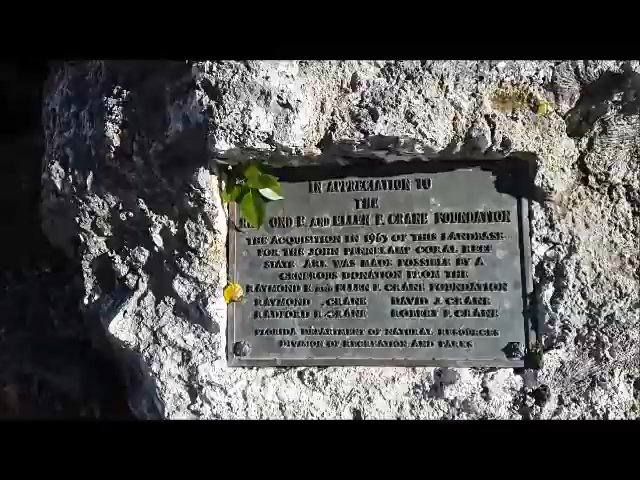 IN APPRECIATION TO
THE
OND E. AND ELLEN F. CRANE FOUNDATION
THE ACQUISITION IN 1963 OF THIS LANDBASE
FOR THE JOHN PENNEKAMP CORAL REEF
STATE ARK WAS MADE POSSIBLE BY A
GENEROUS DONATION FROM THE
RAYMOND E. AND ELLEN F. CRANE FOUNDATION
RAYMOND CRANE DAVID J. CRANE
RADFORD CRANE ROBERT F. CRANE
FLORIDA DEPARTMENT OF NATURAL RESOURCES
DIVISION OF RECREATION AND PARKS